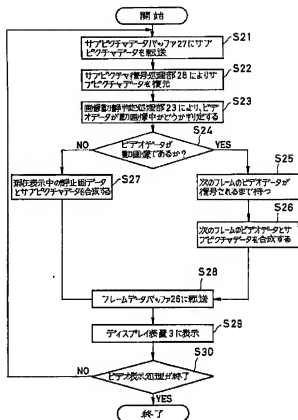 開始
S21
サブピクチャデータバッファ27にサブ
ピクチャデータを転送
S22
サブピクチャ復号処理部28によりサ
ブピクチャデータを復元
S23
画像動静判定処理部23により、ビデ
オデータが動画像中かどうか判定する
S24
ビデオデータが
動画像であるか?
NO
YES
S27
現在表示中の静止画データ
とサブピクチャデータを合成する
S25
次のフレームのビデオデータが
復号されるまで待つ
S26
次のフレームのビデオデータと
サブピクチャデータを合成する
S28
フレームデータバッファ26に転送
S29
ディスプレイ装置3に表示
S30
NO
ビデオ表示処理が終了
YES
終了